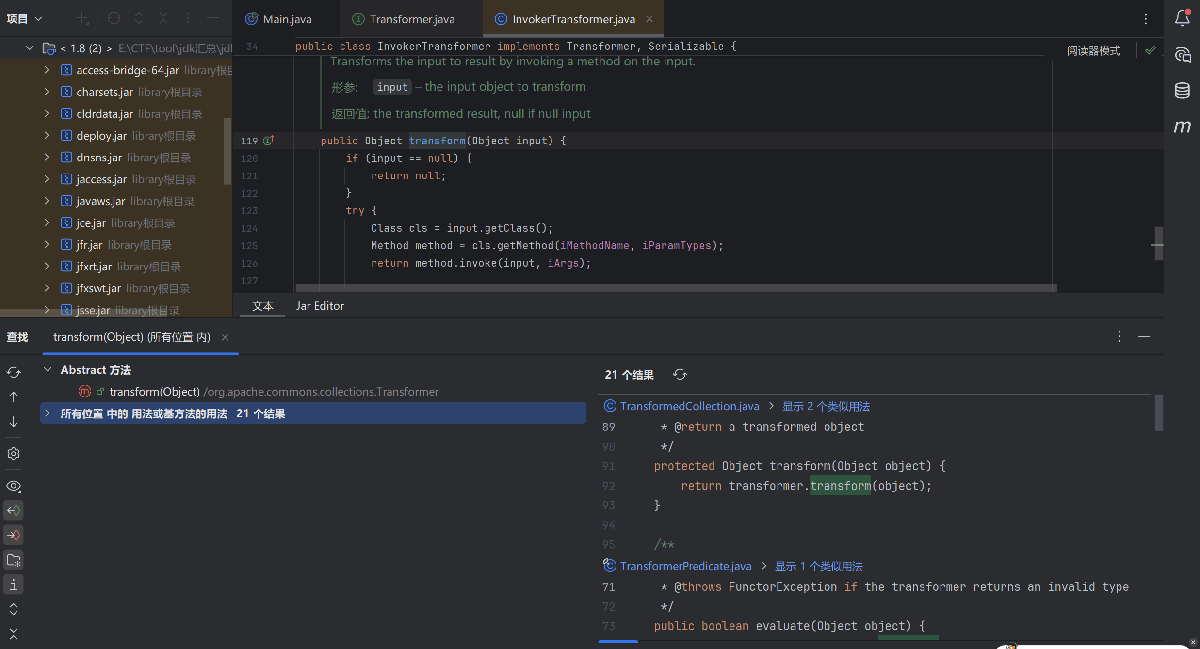 项目
Main.java
Transformer.java
InvokerTransformer.java
< 1.8 (2) > E:\CTF\tool\jdk汇总\jd
access-bridge-64.jar library根目
charsets.jar library根目录
cldrdata.jar library根目录
deploy.jar library根目录
dnsns.jar library根目录
jaccess.jar library根目录
javaws.jar library根目录
jce.jar library根目录
jfr.jar library根目录
jfxrt.jar library根目录
jfxswt.jar library根目录
jsse.jar library根目录
34 public class InvokerTransformer implements Transformer, Serializable {
阅读器模式
Transforms the input to result by invoking a method on the input.
形参: input – the input object to transform
返回值: the transformed result, null if null input
119 public Object transform(Object input) {
120 if (input == null) {
121 return null;
122 }
123 try {
124 Class cls = input.getClass();
125 Method method = cls.getMethod(iMethodName, iParamTypes);
126 return method.invoke(input, iArgs);
127
文本 Jar Editor
查找 transform(Object) (所有位置 内)
Abstract 方法
transform(Object) /org.apache.commons.collections.Transformer
所有位置 中的 用法或基方法的用法 21 个结果
21 个结果
TransformedCollection.java > 显示 2 个类似用法
89 * @return a transformed object
90 */
91 protected Object transform(Object object) {
92 return transformer.transform(object);
93 }
94
95 /**
TransformerPredicate.java > 显示 1 个类似用法
71 * @throws FunctorException if the transformer returns an invalid type
72 */
73 public boolean evaluate(Object object) {